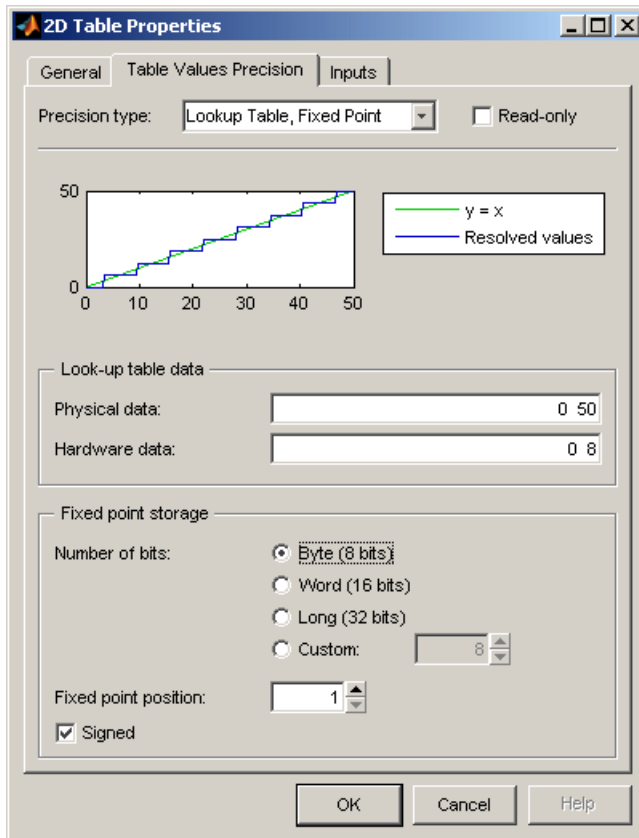 2D Table Properties
General Table Values Precision Inputs
Precision type: Lookup Table, Fixed Point Read-only
50
0
0 10 20 30 40 50
y = x
Resolved values
Look-up table data
Physical data: 0 50
Hardware data: 0 8
Fixed point storage
Number of bits: Byte (8 bits)
Word (16 bits)
Long (32 bits)
Custom: 8
Fixed point position: 1
Signed
OK Cancel Help